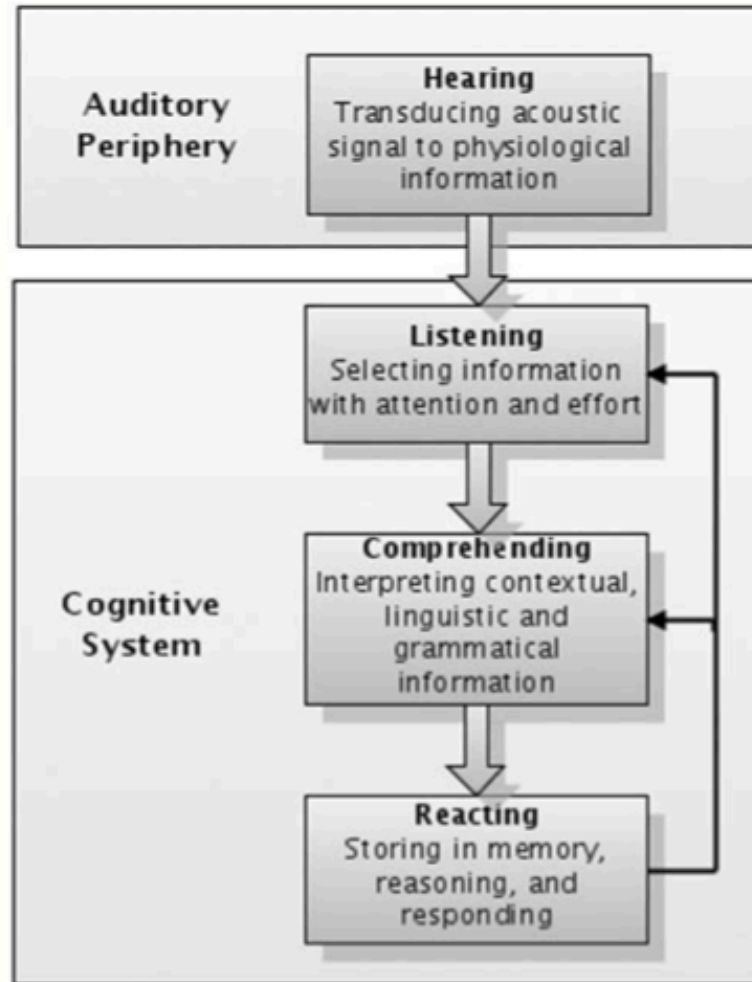 Auditory
Periphery
Hearing
Transducing acoustic
signal to physiological
information
Cognitive
System
Listening
Selecting information
with attention and effort
Comprehending
Interpreting contextual,
linguistic and
grammatical
information
Reacting
Storing in memory,
reasoning, and
responding